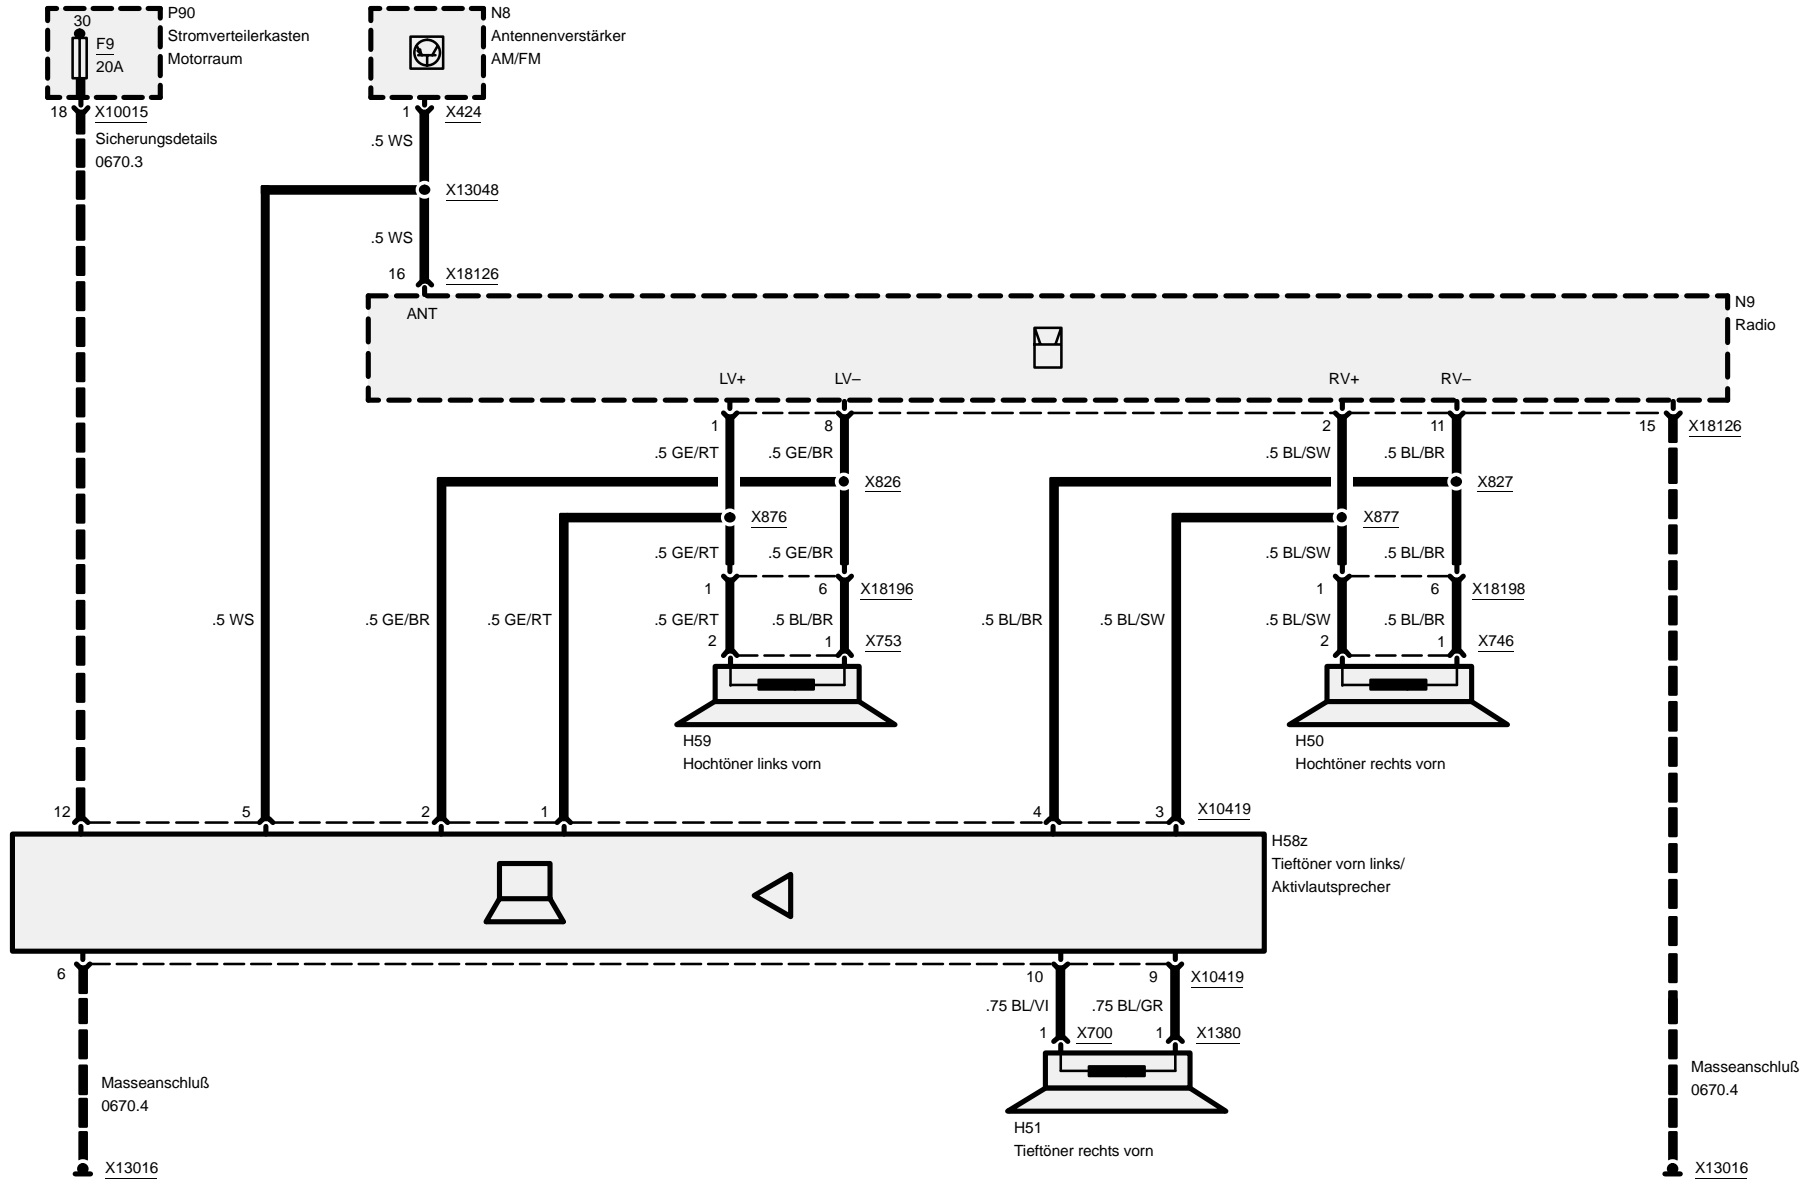 30
F9
20A
P90
Stromverteilerkasten
Motorraum
18
X10015
Sicherungsdetails
0670.3
N8
Antennenverstärker
AM/FM
1
X424
.5 WS
X13048
.5 WS
16
X18126
ANT
N9
Radio
LV+
LV–
RV+
RV–
1
8
2
11
15
X18126
.5 GE/RT
.5 GE/BR
.5 BL/SW
.5 BL/BR
X826
X827
X876
X877
.5 GE/RT
.5 GE/BR
.5 BL/SW
.5 BL/BR
1
6
X18196
1
6
X18198
.5 WS
.5 GE/BR
.5 GE/RT
.5 GE/RT
.5 BL/BR
.5 BL/BR
.5 BL/SW
.5 BL/SW
.5 BL/BR
2
1
X753
2
1
X746
H59
Hochtöner links vorn
H50
Hochtöner rechts vorn
12
5
2
1
4
3
X10419
H58z
Tieftöner vorn links/
Aktivlautsprecher
6
10
9
X10419
.75 BL/VI
.75 BL/GR
1
X700
1
X1380
Masseanschluß
0670.4
Masseanschluß
0670.4
H51
Tieftöner rechts vorn
X13016
X13016